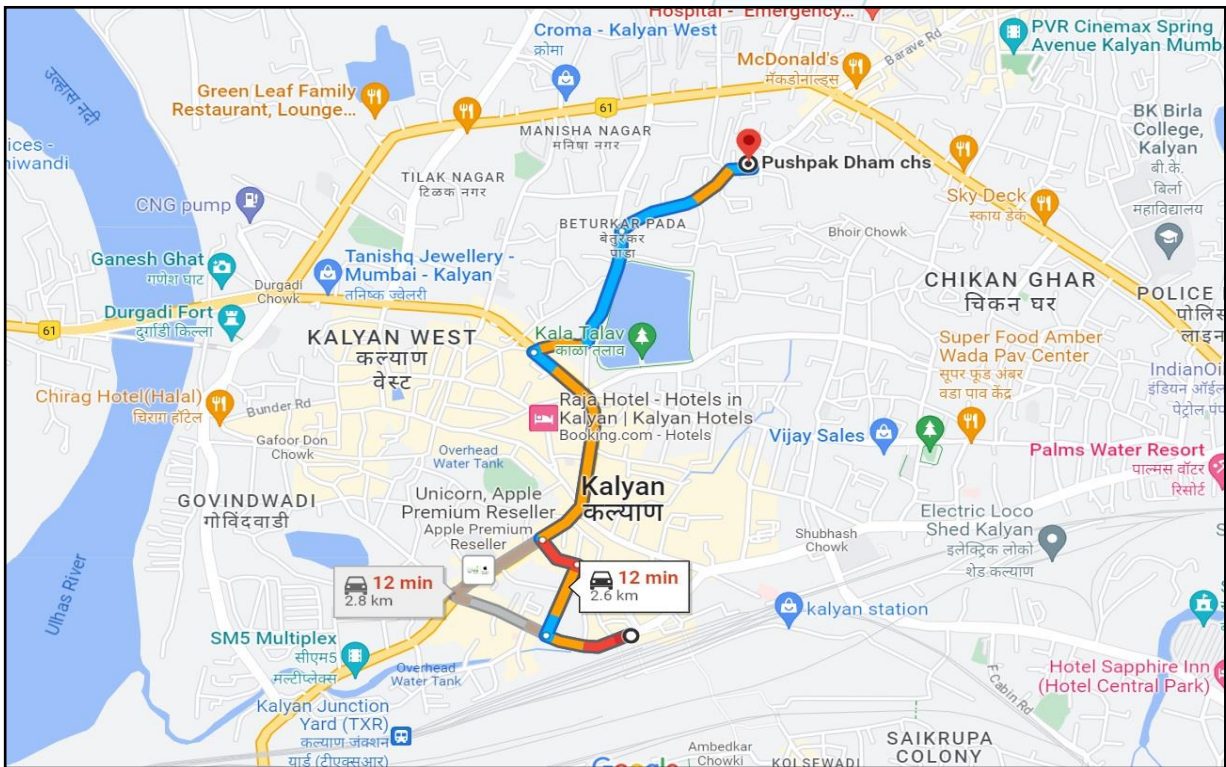 Hospital - Emergency...
Croma - Kalyan West
क्रोमा
McDonald's
मॅकडोनाल्ड्स
Barave Rd
PVR Cinemax Spring
Avenue Kalyan Mumb
उल्हास नदी
Green Leaf Family
Restaurant, Lounge...
61
MANISHA NAGAR
मनिषा नगर
BK Birla
College,
Kalyan
बी.के.
बिर्ला
महाविद्यालय
ices -
hiwandi
TILAK NAGAR
टिळक नगर
Pushpak Dham chs
CNG pump
Sky Deck
स्काय डेक
BETURKAR PADA
बेतुरकर
पाडा
Bhoir Chowk
Ganesh Ghat
गणेश घाट
Tanishq Jewellery -
Mumbai - Kalyan
तनिष्क ज्वेलरी
Durgadi
Chowk
CHIKAN GHAR
चिकन घर
POLICE
पोलिस
लाइन
Durgadi Fort
दुर्गाडी किल्ला
61
KALYAN WEST
कल्याण
वेस्ट
Kala Talav
काळा तलाव
Super Food Amber
Wada Pav Center
सूपर फूड अंबर
वडा पाव केंद्र
IndianOi
इंडियन ऑईल
पेट्रोल पंप
Chirag Hotel(Halal)
चिराग हॉटेल
Bunder Rd
Raja Hotel - Hotels in
Kalyan | Kalyan Hotels
Booking.com - Hotels
Gafoor Don
Chowk
Vijay Sales
Overhead
Water Tank
Palms Water Resort
पाल्मस वॉटर
रिसोर्ट
GOVINDWADI
गोविंदवाडी
Unicorn, Apple
Premium Reseller
Apple Premium
Reseller
Kalyan
कल्याण
Electric Loco
Shed Kalyan
इलेक्ट्रिक लोको
शेड कल्याण
Shubhash
Chowk
Ulhas River
12 min
2.8 km
12 min
2.6 km
kalyan station
SM5 Multiplex
सीएम5
मल्टीप्लेक्स
Overhead
Water Tank
F Cabin Rd
Hotel Sapphire Inn
(Hotel Central Park)
Kalyan Junction
Yard (TXR)
कल्याण जंक्शन
यार्ड (टीएक्सआर)
Google
Ambedkar
Chowki
KOLSEWADI
SAIKRUPA
COLONY